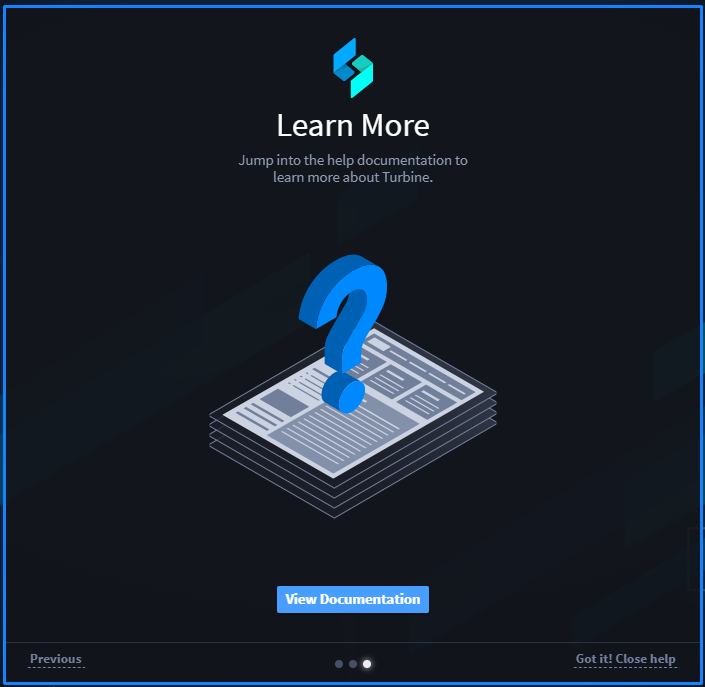 Learn More
Jump into the help documentation to
learn more about Turbine.
?
View Documentation
Previous
Got it! Close help